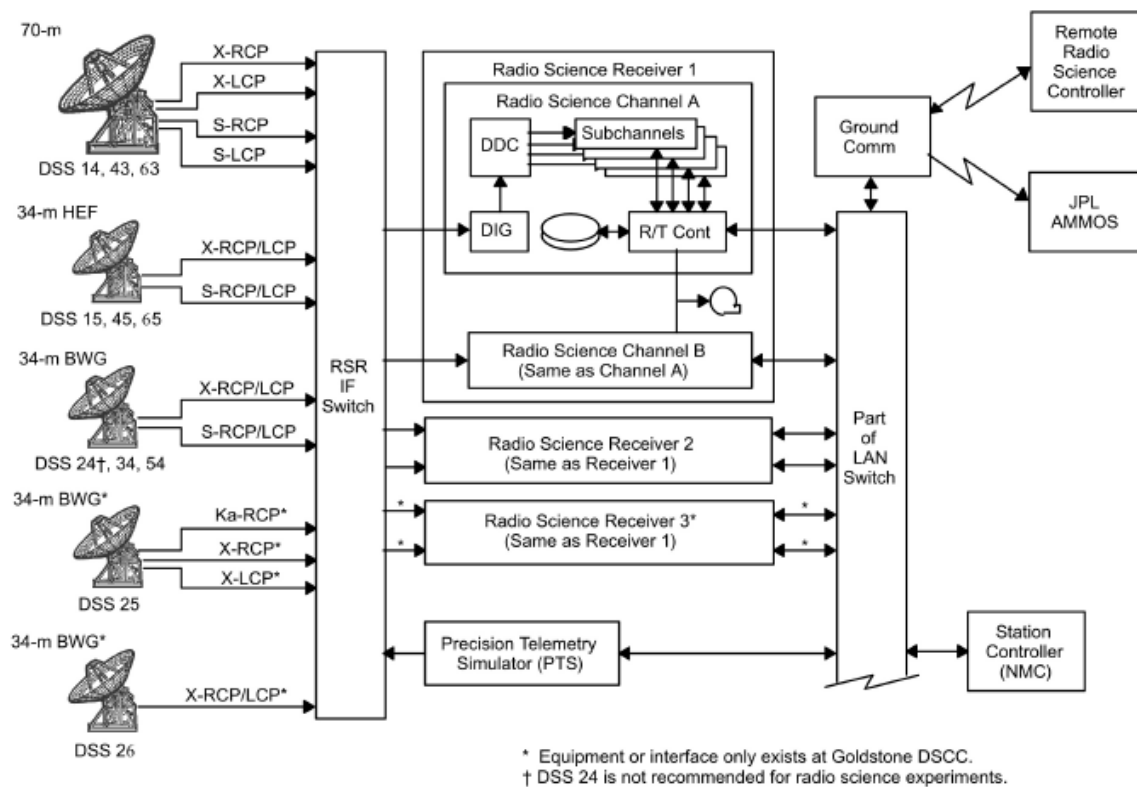 70-m
X-RCP
X-LCP
S-RCP
S-LCP
DSS 14, 43, 63
34-m HEF
X-RCP/LCP
S-RCP/LCP
DSS 15, 45, 65
34-m BWG
X-RCP/LCP
S-RCP/LCP
DSS 24†, 34, 54
34-m BWG*
Ka-RCP*
X-RCP*
X-LCP*
DSS 25
34-m BWG*
X-RCP/LCP*
DSS 26
RSR
IF
Switch
Radio Science Receiver 1
Radio Science Channel A
DDC
Subchannels
DIG
R/T Cont
Radio Science Channel B
(Same as Channel A)
Radio Science Receiver 2
(Same as Receiver 1)
*
*
Radio Science Receiver 3*
(Same as Receiver 1)
*
*
Precision Telemetry
Simulator (PTS)
Part
of
LAN
Switch
Ground
Comm
Remote
Radio
Science
Controller
JPL
AMMOS
Station
Controller
(NMC)
* Equipment or interface only exists at Goldstone DSCC.
† DSS 24 is not recommended for radio science experiments.